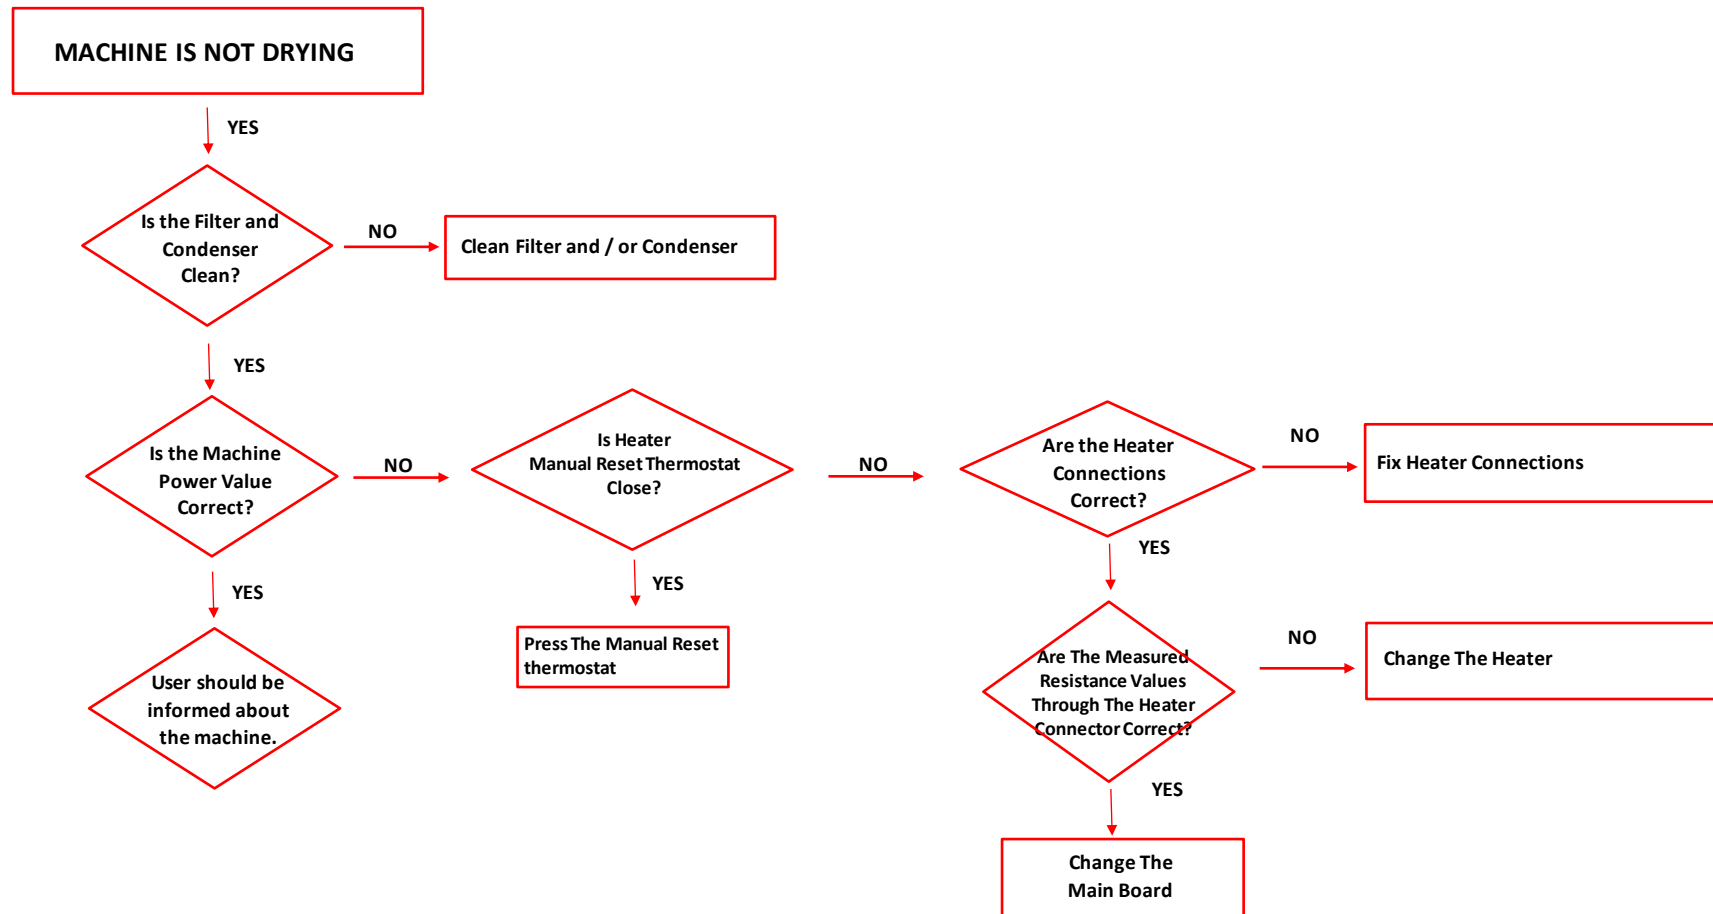 MACHINE IS NOT DRYING
YES
Is the Filter and
Condenser
Clean?
NO
Clean Filter and / or Condenser
YES
Is the Machine
Power Value
Correct?
NO
Is Heater
Manual Reset Thermostat
Close?
NO
Are the Heater
Connections
Correct?
NO
Fix Heater Connections
YES
User should be
informed about
the machine.
YES
Press The Manual Reset
thermostat
YES
Are The Measured
Resistance Values
Through The Heater
Connector Correct?
NO
Change The Heater
YES
Change The
Main Board